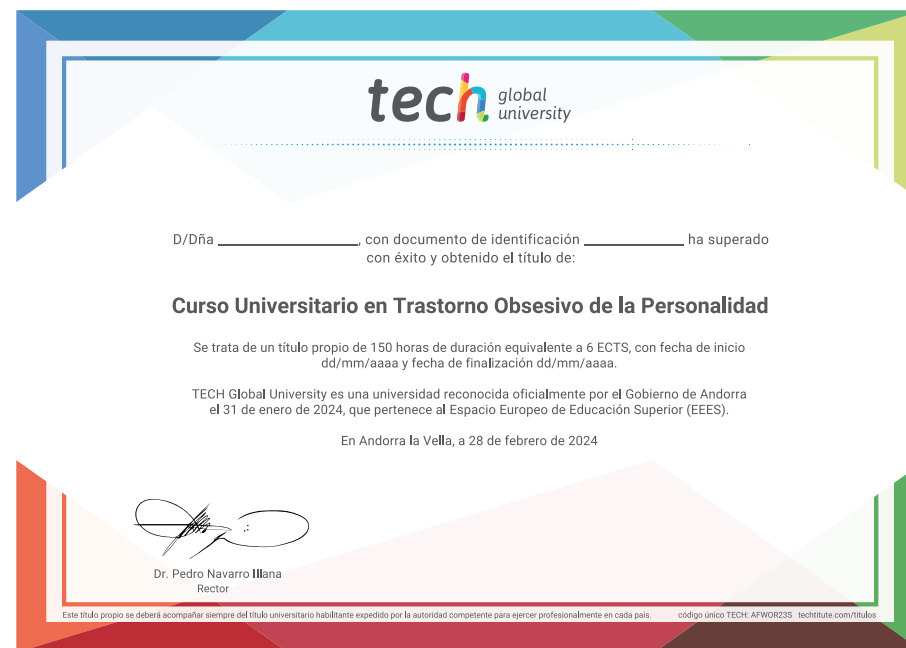 tech global university
D/Dña ____________________, con documento de identificación ______________ ha superado
con éxito y obtenido el título de:
Curso Universitario en Trastorno Obsesivo de la Personalidad
Se trata de un título propio de 150 horas de duración equivalente a 6 ECTS, con fecha de inicio
dd/mm/aaaa y fecha de finalización dd/mm/aaaa.
TECH Global University es una universidad reconocida oficialmente por el Gobierno de Andorra
el 31 de enero de 2024, que pertenece al Espacio Europeo de Educación Superior (EEES).
En Andorra la Vella, a 28 de febrero de 2024
Dr. Pedro Navarro Illana
Rector
Este título propio se deberá acompañar siempre del título universitario habilitante expedido por la autoridad competente para ejercer profesionalmente en cada país. código único TECH: AFWOR23S techtitute.com/titulos